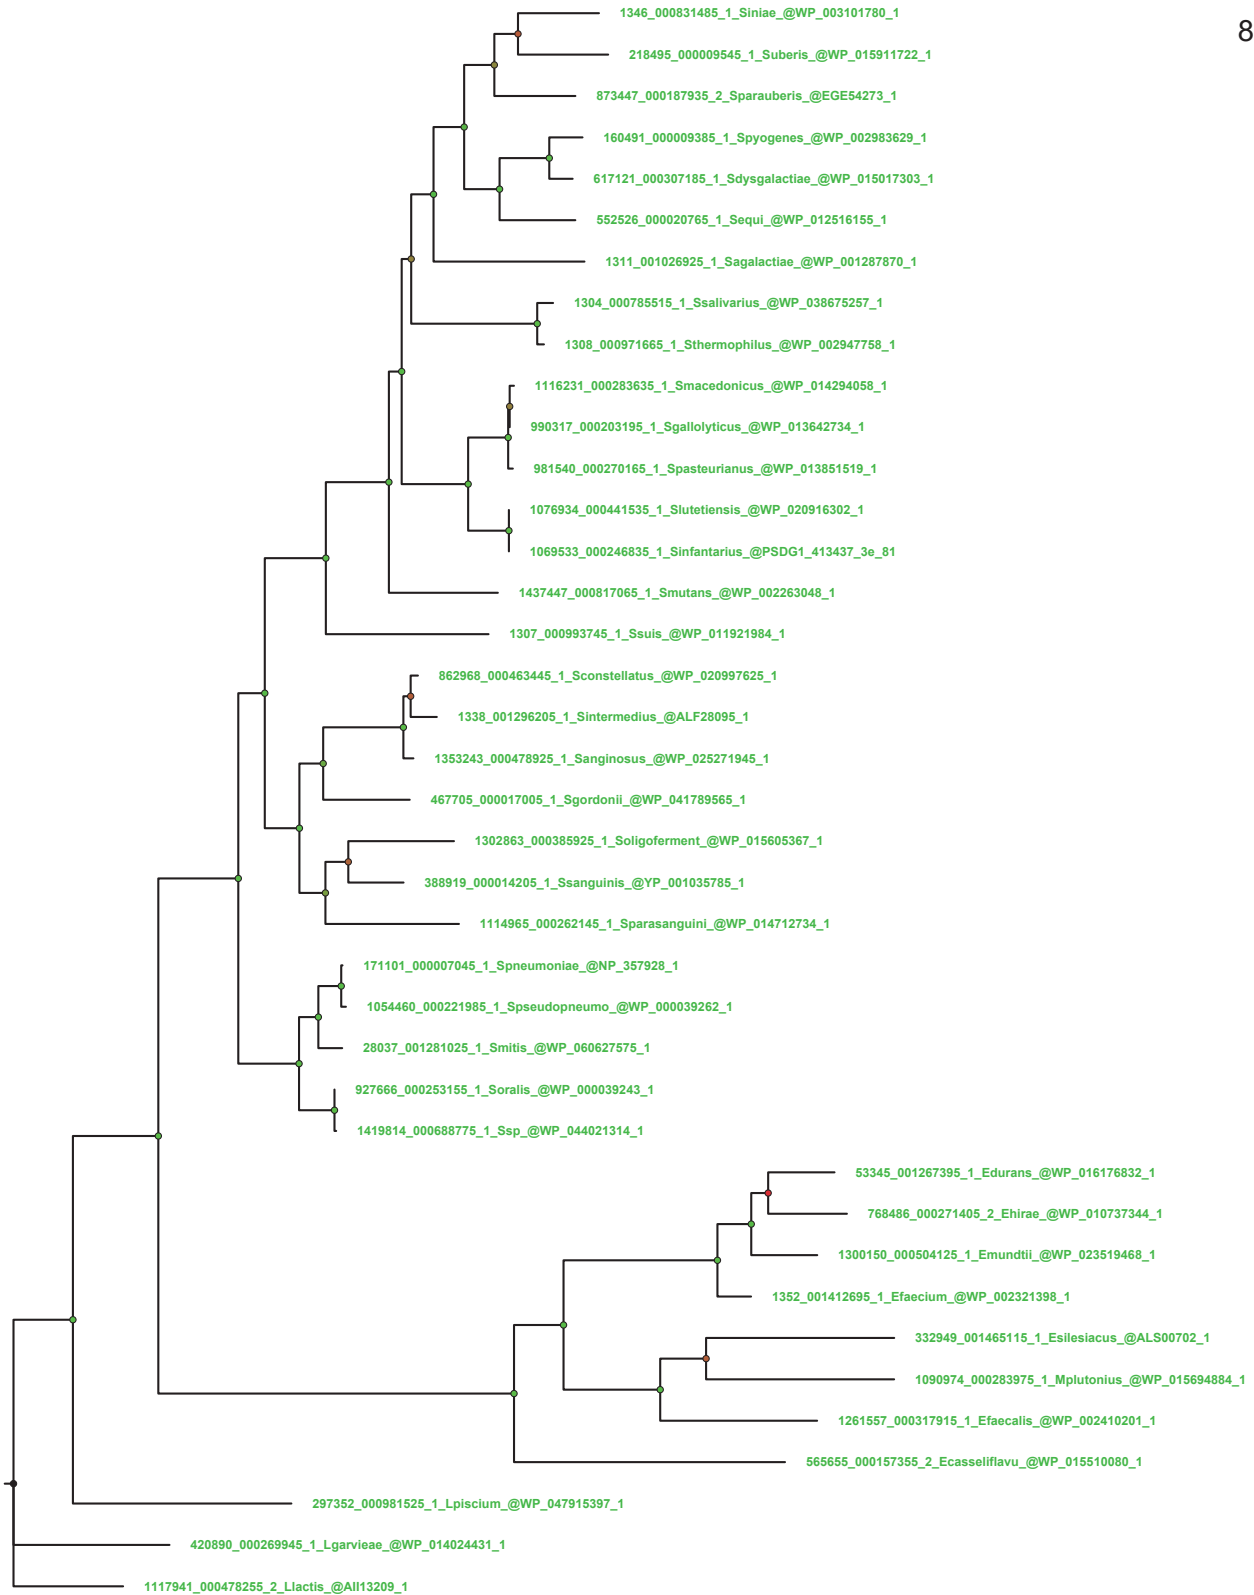 1346_000831485_1_Siniae_@WP_003101780_1
8
218495_000009545_1_Suberis_@WP_015911722_1
873447_000187935_2_Sparauberis_@EGE54273_1
160491_000009385_1_Spyogenes_@WP_002983629_1
617121_000307185_1_Sdysgalactiae_@WP_015017303_1
552526_000020765_1_Sequi_@WP_012516155_1
1311_001026925_1_Sagalactiae_@WP_001287870_1
1304_000785515_1_Ssalivarius_@WP_038675257_1
1308_000971665_1_Sthermophilus_@WP_002947758_1
1116231_000283635_1_Smacedonicus_@WP_014294058_1
990317_000203195_1_Sgallolyticus_@WP_013642734_1
981540_000270165_1_Spasteurianus_@WP_013851519_1
1076934_000441535_1_Slutetiensis_@WP_020916302_1
1069533_000246835_1_Sinfantarius_@PSDG1_413437_3e_81
1437447_000817065_1_Smutans_@WP_002263048_1
1307_000993745_1_Ssuis_@WP_011921984_1
862968_000463445_1_Sconstellatus_@WP_020997625_1
1338_001296205_1_Sintermedius_@ALF28095_1
1353243_000478925_1_Sanginosus_@WP_025271945_1
467705_000017005_1_Sgordonii_@WP_041789565_1
1302863_000385925_1_Soligoferment_@WP_015605367_1
388919_000014205_1_Ssanguinis_@YP_001035785_1
1114965_000262145_1_Sparasanguini_@WP_014712734_1
171101_000007045_1_Spneumoniae_@NP_357928_1
1054460_000221985_1_Spseudopneumo_@WP_000039262_1
28037_001281025_1_Smitis_@WP_060627575_1
927666_000253155_1_Soralis_@WP_000039243_1
1419814_000688775_1_Ssp_@WP_044021314_1
53345_001267395_1_Edurans_@WP_016176832_1
768486_000271405_2_Ehirae_@WP_010737344_1
1300150_000504125_1_Emundtii_@WP_023519468_1
1352_001412695_1_Efaecium_@WP_002321398_1
332949_001465115_1_Esilesiacus_@ALS00702_1
1090974_000283975_1_Mplutonius_@WP_015694884_1
1261557_000317915_1_Efaecalis_@WP_002410201_1
565655_000157355_2_Ecasseliflavu_@WP_015510080_1
297352_000981525_1_Lpiscium_@WP_047915397_1
420890_000269945_1_Lgarvieae_@WP_014024431_1
1117941_000478255_2_Llactis_@AII13209_1